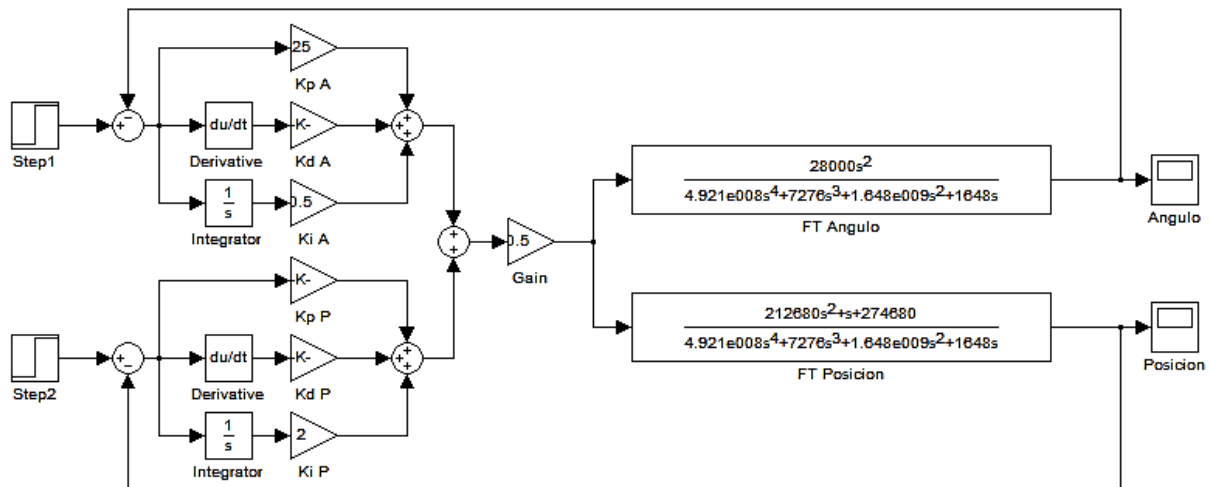 25
Kp A
Step1
+
−
du/dt
Derivative
-K-
Kd A
+
+
+
1
s
Integrator
0.5
Ki A
+
+
0.5
Gain
28000s²
4.921e008s⁴+7276s³+1.648e009s²+1648s
FT Angulo
Angulo
-K-
Kp P
Step2
+
−
du/dt
Derivative
-K-
Kd P
+
+
+
1
s
Integrator
2
Ki P
212680s²+s+274680
4.921e008s⁴+7276s³+1.648e009s²+1648s
FT Posicion
Posicion